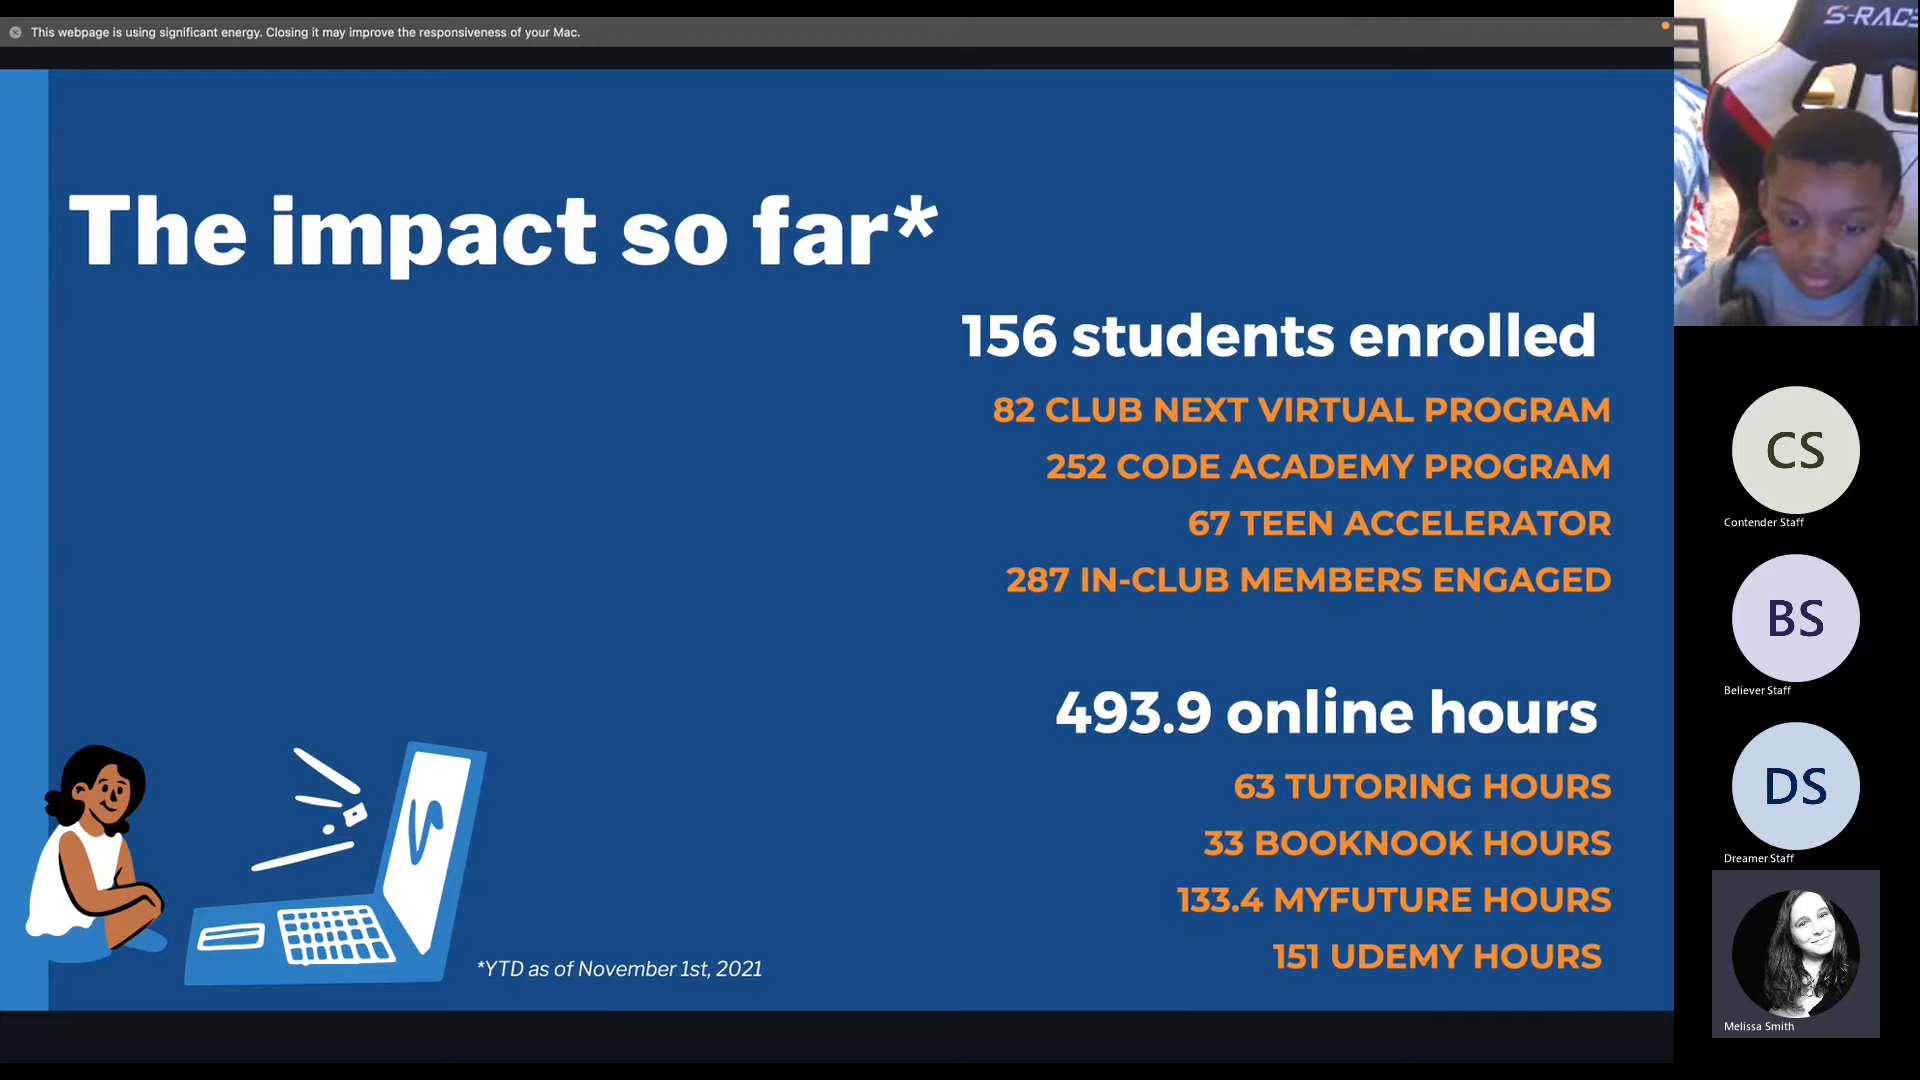 This webpage is using significant energy. Closing it may improve the responsiveness of your Mac.
The impact so far*
156 students enrolled
82 CLUB NEXT VIRTUAL PROGRAM
252 CODE ACADEMY PROGRAM
67 TEEN ACCELERATOR
287 IN-CLUB MEMBERS ENGAGED
493.9 online hours
63 TUTORING HOURS
33 BOOKNOOK HOURS
133.4 MYFUTURE HOURS
151 UDEMY HOURS
*YTD as of November 1st, 2021
CS
Contender Staff
BS
Believer Staff
DS
Dreamer Staff
Melissa Smith